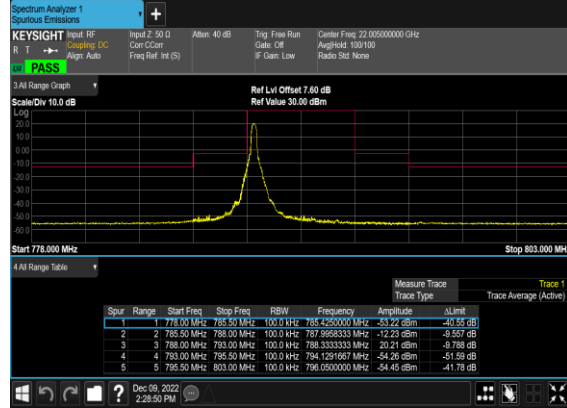 Spectrum Analyzer 1
Spurious Emissions
KEYSIGHT
R T
LW PASS
Input: RF
Coupling: DC
Align: Auto
Input Z: 50 Ω
Corr CCorr
Freq Ref: Int (S)
Atten: 40 dB
Trig: Free Run
Gate: Off
IF Gain: Low
Center Freq: 22.005000000 GHz
Avg|Hold: 100/100
Radio Std: None
3 All Range Graph
Scale/Div 10.0 dB
Ref Lvl Offset 7.60 dB
Ref Value 30.00 dBm
Log
20.0
10.0
0.00
-10.0
-20.0
-30.0
-40.0
-50.0
-60.0
Start 778.000 MHz
Stop 803.000 MHz
4 All Range Table
Measure Trace Trace 1
Trace Type Trace Average (Active)
Spur Range Start Freq Stop Freq RBW Frequency Amplitude ΔLimit
1 1 778.00 MHz 785.50 MHz 100.0 kHz 785.4250000 MHz -53.22 dBm -40.55 dB
2 2 785.50 MHz 788.00 MHz 100.0 kHz 787.9958333 MHz -12.23 dBm -9.557 dB
3 3 788.00 MHz 793.00 MHz 100.0 kHz 788.3333333 MHz 20.21 dBm -9.788 dB
4 4 793.00 MHz 795.50 MHz 100.0 kHz 794.1291667 MHz -54.26 dBm -51.59 dB
5 5 795.50 MHz 803.00 MHz 100.0 kHz 796.0500000 MHz -54.45 dBm -41.78 dB
?
Dec 09, 2022
2:28:50 PM